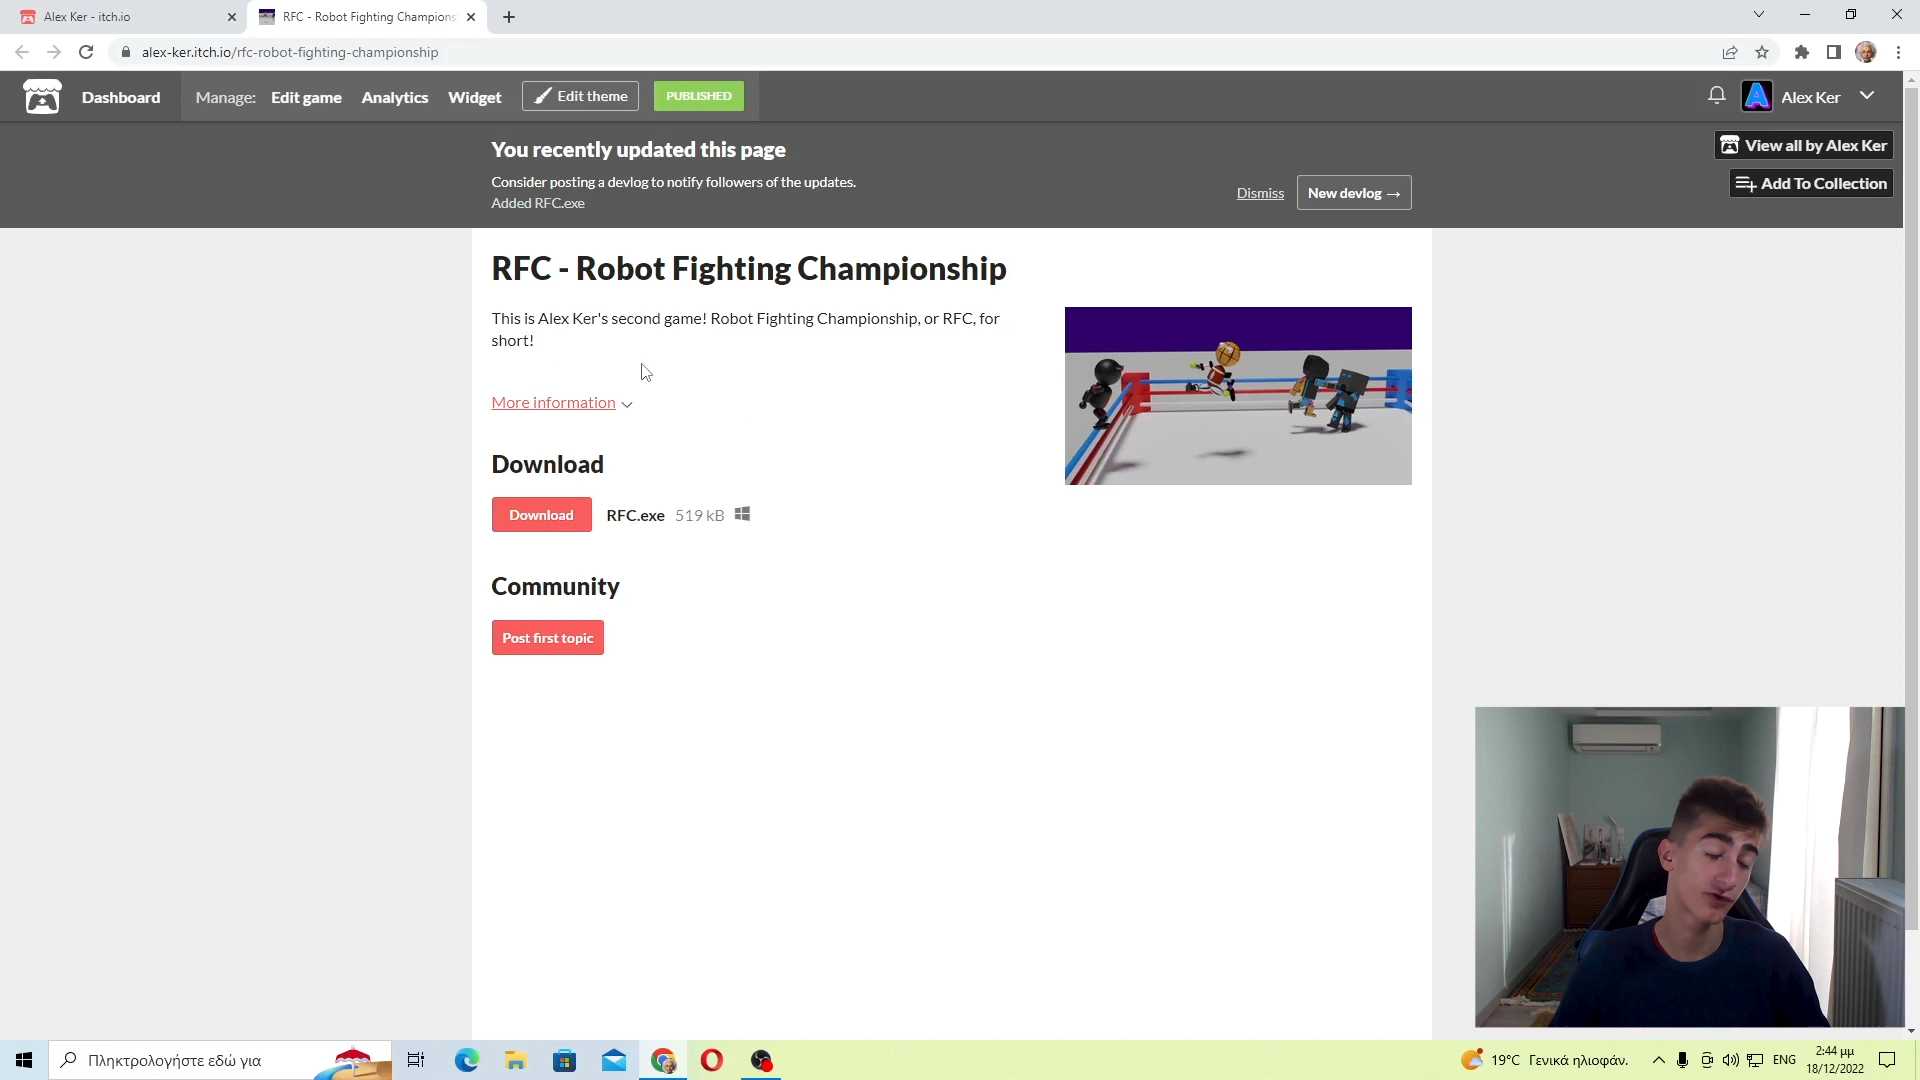 Alex Ker - itch.io
RFC - Robot Fighting Champions
alex-ker.itch.io/rfc-robot-fighting-championship
Dashboard
Manage:
Edit game
Analytics
Widget
Edit theme
PUBLISHED
Alex Ker
You recently updated this page
Consider posting a devlog to notify followers of the updates.
Added RFC.exe
Dismiss
New devlog →
View all by Alex Ker
Add To Collection
RFC - Robot Fighting Championship
This is Alex Ker's second game! Robot Fighting Championship, or RFC, for
short!
More information
Download
Download
RFC.exe 519 kB
Community
Post first topic
Πληκτρολογήστε εδώ για
19°C Γενικά ηλιοφάν.
ENG
2:44 μμ
18/12/2022